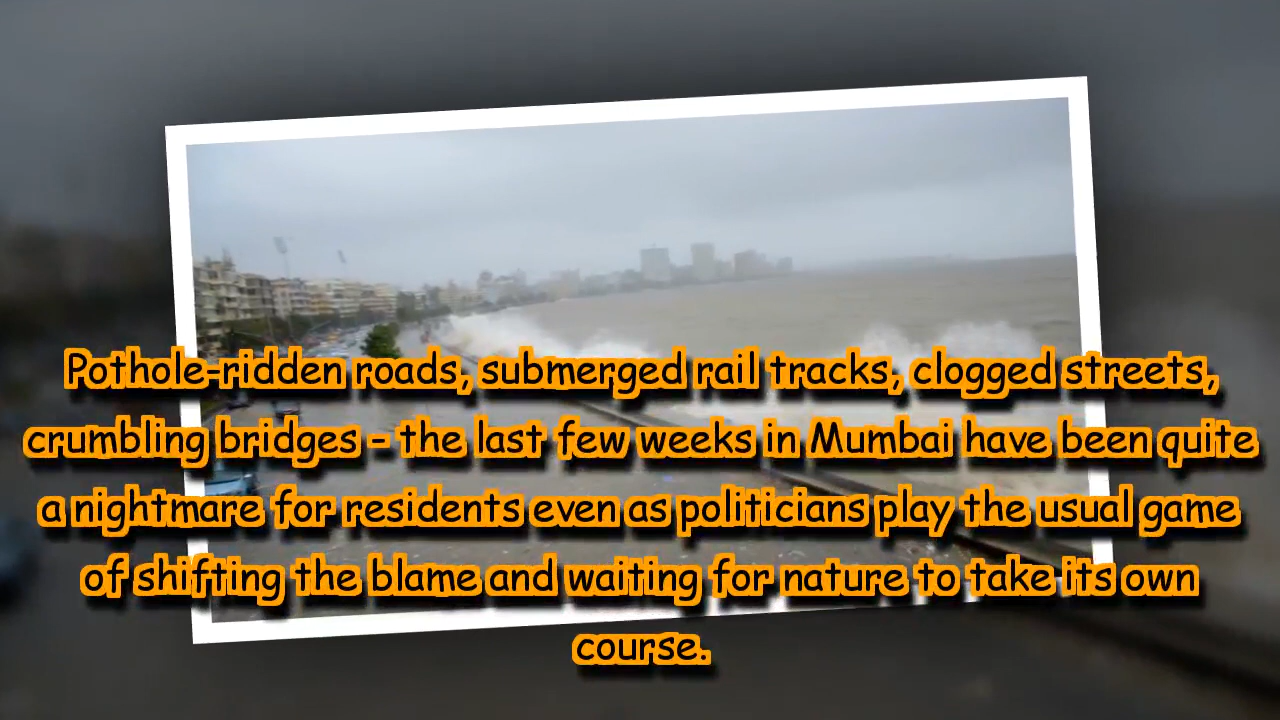 Pothole-ridden roads, submerged rail tracks, clogged streets,
crumbling bridges – the last few weeks in Mumbai have been quite
a nightmare for residents even as politicians play the usual game
of shifting the blame and waiting for nature to take its own
course.